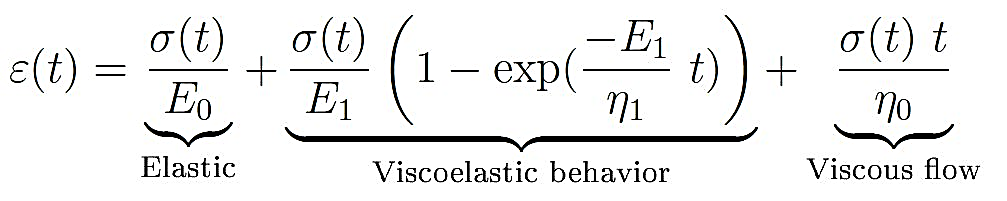 ε(t) = σ(t)/E₀ + σ(t)/E₁ (1 − exp(−E₁/η₁ t)) + σ(t) t/η₀
Elastic Viscoelastic behavior Viscous flow